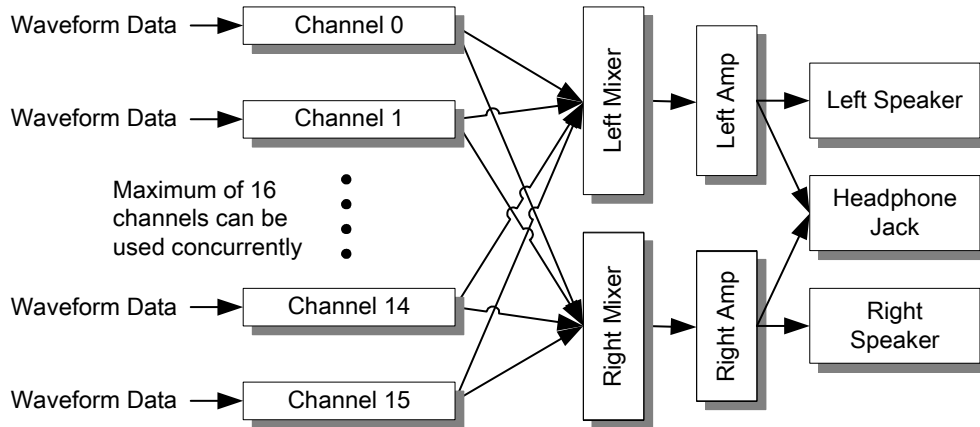 Waveform Data
Channel 0
Waveform Data
Channel 1
Maximum of 16
channels can be
used concurrently
Waveform Data
Channel 14
Waveform Data
Channel 15
Left Mixer
Right Mixer
Left Amp
Right Amp
Left Speaker
Headphone
Jack
Right
Speaker